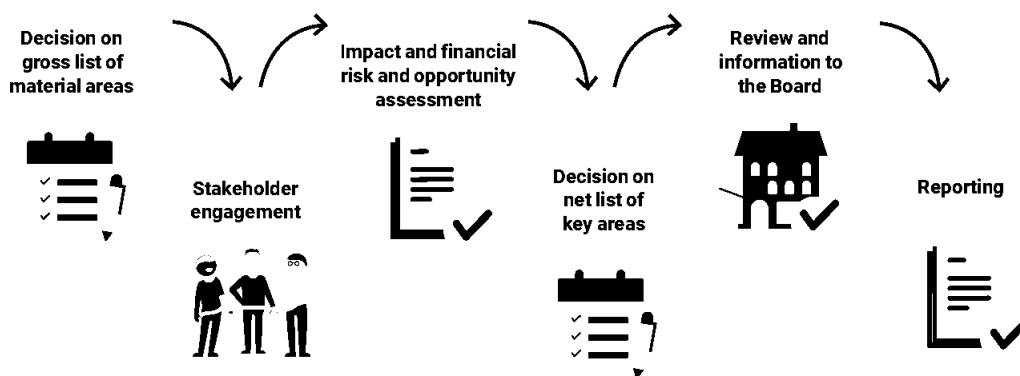 Decision on
gross list of
material areas
Stakeholder
engagement
Impact and financial
risk and opportunity
assessment
Decision on
net list of
key areas
Review and
information to
the Board
Reporting